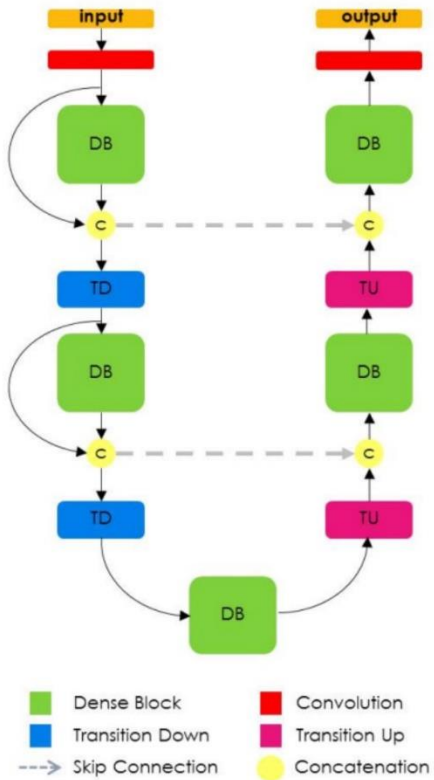 input
output
DB
DB
C
C
TD
TU
DB
DB
C
C
TD
TU
DB
Dense Block
Convolution
Transition Down
Transition Up
Skip Connection
Concatenation